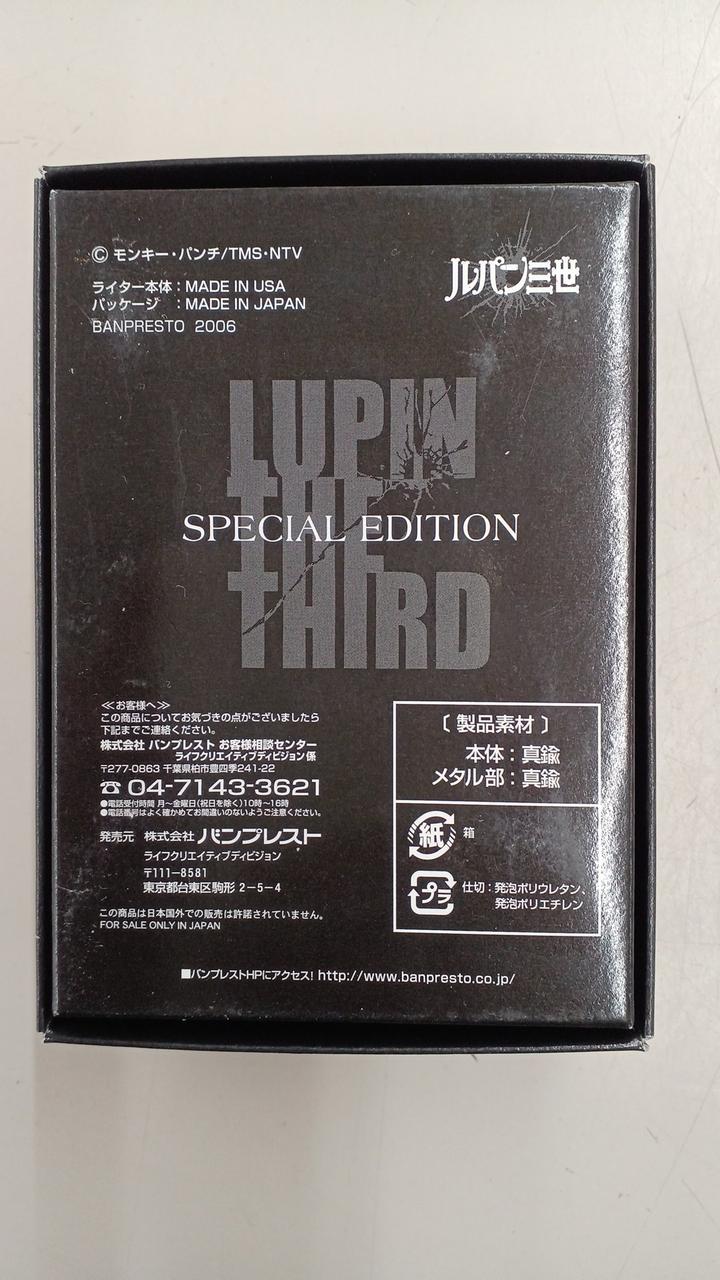 © モンキー・パンチ/TMS・NTV
ライター本体：MADE IN USA
パッケージ ：MADE IN JAPAN
BANPRESTO 2006
ルパン三世
LUPIN
THE
SPECIAL EDITION
THIRD
≪お客様へ≫
この商品についてお気づきの点がございましたら
下記までご連絡ください。
株式会社 バンプレスト お客様相談センター
ライフクリエイティブディビジョン係
〒277-0863 千葉県柏市豊四季241-22
☎ 04-7143-3621
●電話受付時間 月～金曜日(祝日を除く)10時～16時
●電話番号はよく確かめてお間違いのないようご注意ください。
発売元 株式会社 バンプレスト
ライフクリエイティブディビジョン
〒111-8581
東京都台東区駒形 2-5-4
この商品は日本国外での販売は許諾されていません。
FOR SALE ONLY IN JAPAN
〔 製品素材 〕
本体：真鍮
メタル部：真鍮
紙 箱
プラ 仕切：発泡ポリウレタン、
発泡ポリエチレン
■バンプレストHPにアクセス! http://www.banpresto.co.jp/